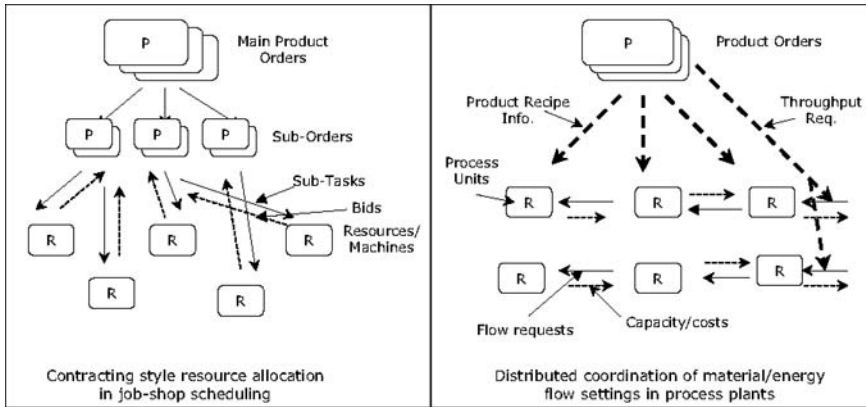 P
Main Product
Orders
P
P
P
Sub-Orders
Sub-Tasks
Bids
R
R
R
Resources/
Machines
R
R
Contracting style resource allocation
in job-shop scheduling
P
Product Orders
Product Recipe
Info.
Throughput
Req.
Process
Units
R
R
R
R
R
R
Flow requests
Capacity/costs
Distributed coordination of material/energy
flow settings in process plants